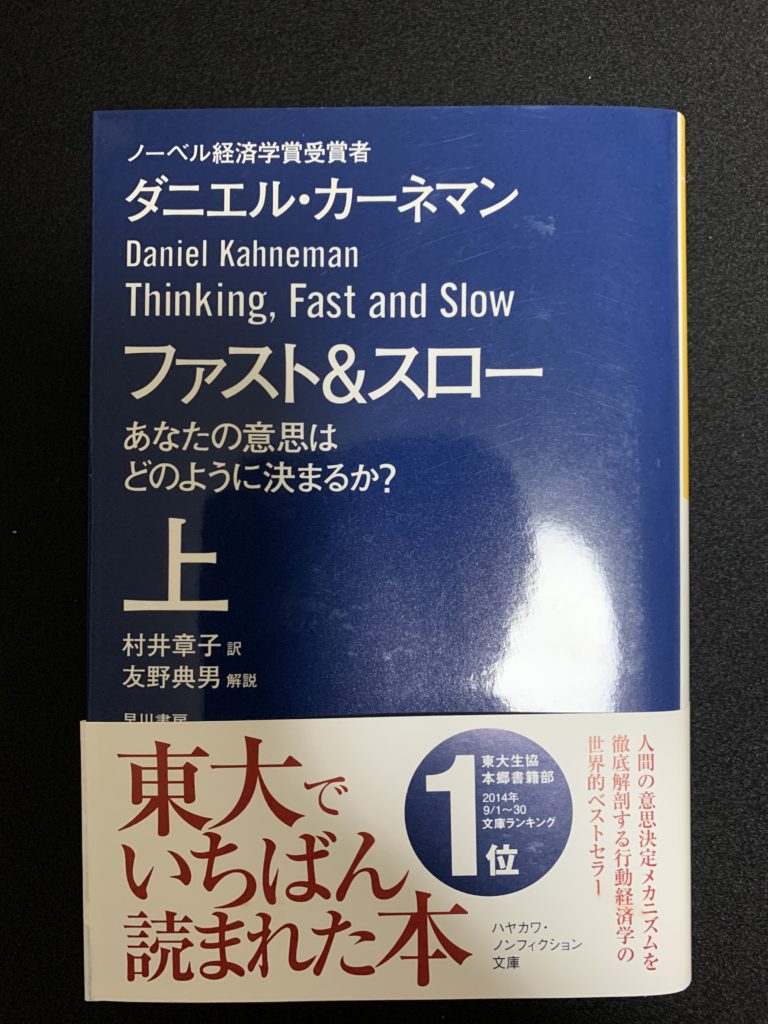 ノーベル経済学賞受賞者
ダニエル・カーネマン
Daniel Kahneman
Thinking, Fast and Slow
ファスト&スロー
あなたの意思は
どのように決まるか?
上
村井章子 訳
友野典男 解説
早川書房
東大で
いちばん
読まれた本
東大生協
本郷書籍部
2014年
9/1〜30
文庫ランキング
1位
人間の意思決定メカニズムを
徹底解剖する行動経済学の
世界的ベストセラー
ハヤカワ・
ノンフィクション
文庫